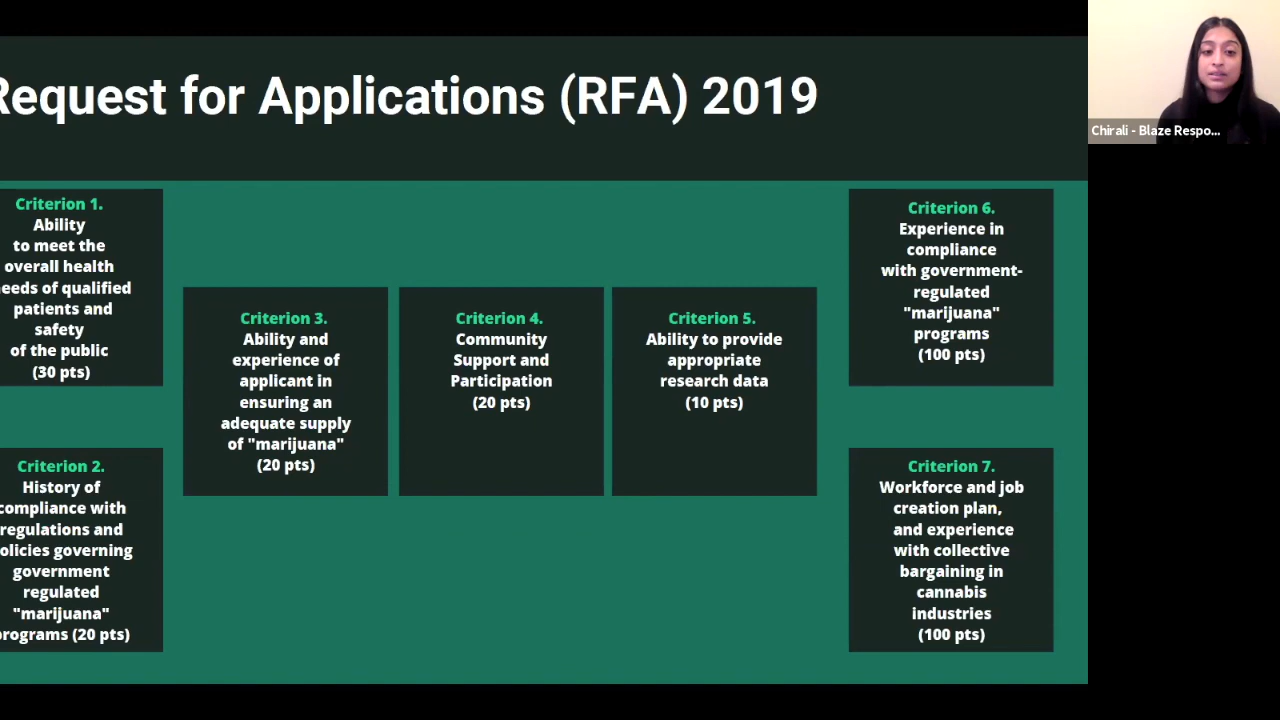 Request for Applications (RFA) 2019
Chirali - Blaze Respo...
Criterion 1.
Ability
to meet the
overall health
eeds of qualified
patients and
safety
of the public
(30 pts)
Criterion 2.
History of
compliance with
regulations and
olicies governing
government
regulated
"marijuana"
programs (20 pts)
Criterion 3.
Ability and
experience of
applicant in
ensuring an
adequate supply
of "marijuana"
(20 pts)
Criterion 4.
Community
Support and
Participation
(20 pts)
Criterion 5.
Ability to provide
appropriate
research data
(10 pts)
Criterion 6.
Experience in
compliance
with government-
regulated
"marijuana"
programs
(100 pts)
Criterion 7.
Workforce and job
creation plan,
and experience
with collective
bargaining in
cannabis
industries
(100 pts)